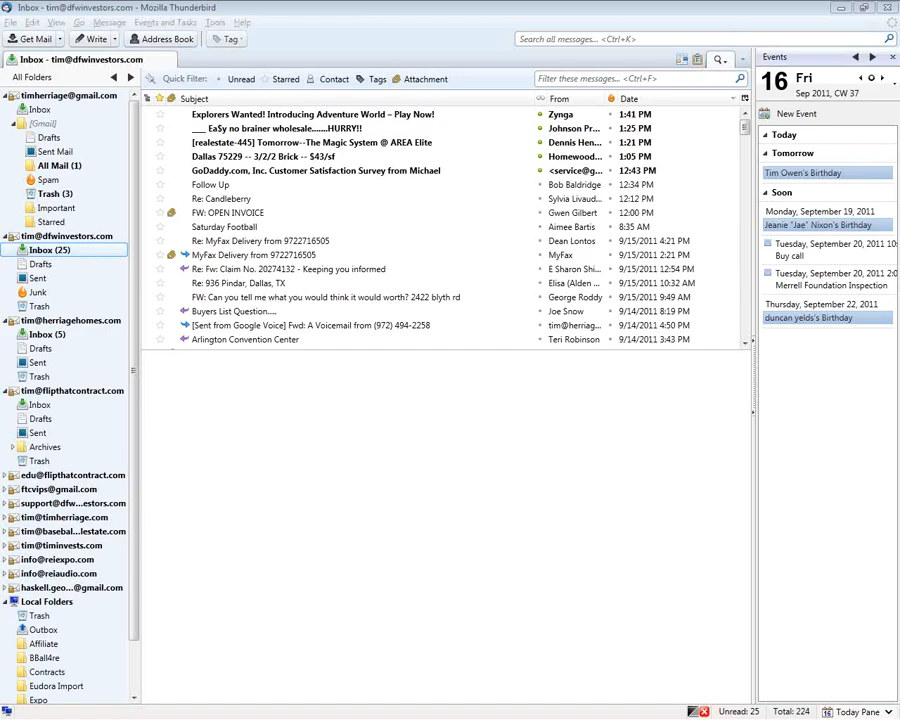 Inbox - tim@dfwinvestors.com - Mozilla Thunderbird
File Edit View Go Message Events and Tasks Tools Help
Get Mail Write Address Book Tag
Search all messages... <Ctrl+K>
Inbox - tim@dfwinvestors.com
All Folders
Quick Filter: Unread Starred Contact Tags Attachment
Filter these messages... <Ctrl+F>
Subject From Date
Explorers Wanted! Introducing Adventure World – Play Now! Zynga 1:41 PM
___ Ea$y no brainer wholesale.......HURRY!! Johnson Pr... 1:25 PM
[realestate-445] Tomorrow--The Magic System @ AREA Elite Dennis Hen... 1:21 PM
Dallas 75229 -- 3/2/2 Brick -- $43/sf Homewood... 1:05 PM
GoDaddy.com, Inc. Customer Satisfaction Survey from Michael <service@g... 12:43 PM
Follow Up Bob Baldridge 12:34 PM
Re: Candleberry Sylvia Livaud... 12:12 PM
FW: OPEN INVOICE Gwen Gilbert 12:00 PM
Saturday Football Aimee Bartis 8:35 AM
Re: MyFax Delivery from 9722716505 Dean Lontos 9/15/2011 4:21 PM
MyFax Delivery from 9722716505 MyFax 9/15/2011 2:21 PM
Re: Fw: Claim No. 20274132 - Keeping you informed E Sharon Shi... 9/15/2011 12:54 PM
Re: 936 Pindar, Dallas, TX Elisa (Alden ... 9/15/2011 10:32 AM
FW: Can you tell me what you would think it would worth? 2422 blyth rd George Roddy 9/15/2011 9:49 AM
Buyers List Question.... Joe Snow 9/14/2011 8:19 PM
[Sent from Google Voice] Fwd: A Voicemail from (972) 494-2258 tim@herriag... 9/14/2011 4:50 PM
Arlington Convention Center Teri Robinson 9/14/2011 3:43 PM
timherriage@gmail.com
Inbox
[Gmail]
Drafts
Sent Mail
All Mail (1)
Spam
Trash (3)
Important
Starred
tim@dfwinvestors.com
Inbox (25)
Drafts
Sent
Junk
Trash
tim@herriagehomes.com
Inbox (5)
Drafts
Sent
Trash
tim@flipthatcontract.com
Inbox
Drafts
Sent
Archives
Trash
edu@flipthatcontract.com
ftcvips@gmail.com
support@dfw...estors.com
tim@timherriage.com
tim@basebal...lestate.com
tim@timinvests.com
info@reiexpo.com
info@reiaudio.com
haskell.geo...@gmail.com
Local Folders
Trash
Outbox
Affiliate
BBall4re
Contracts
Eudora Import
Expo
Events
16 Fri
Sep 2011, CW 37
New Event
Today
Tomorrow
Tim Owen's Birthday
Soon
Monday, September 19, 2011
Jeanie "Jae" Nixon's Birthday
Tuesday, September 20, 2011 10:
Buy call
Tuesday, September 20, 2011 2:0
Merrell Foundation Inspection
Thursday, September 22, 2011
duncan yelds's Birthday
Unread: 25 Total: 224 Today Pane